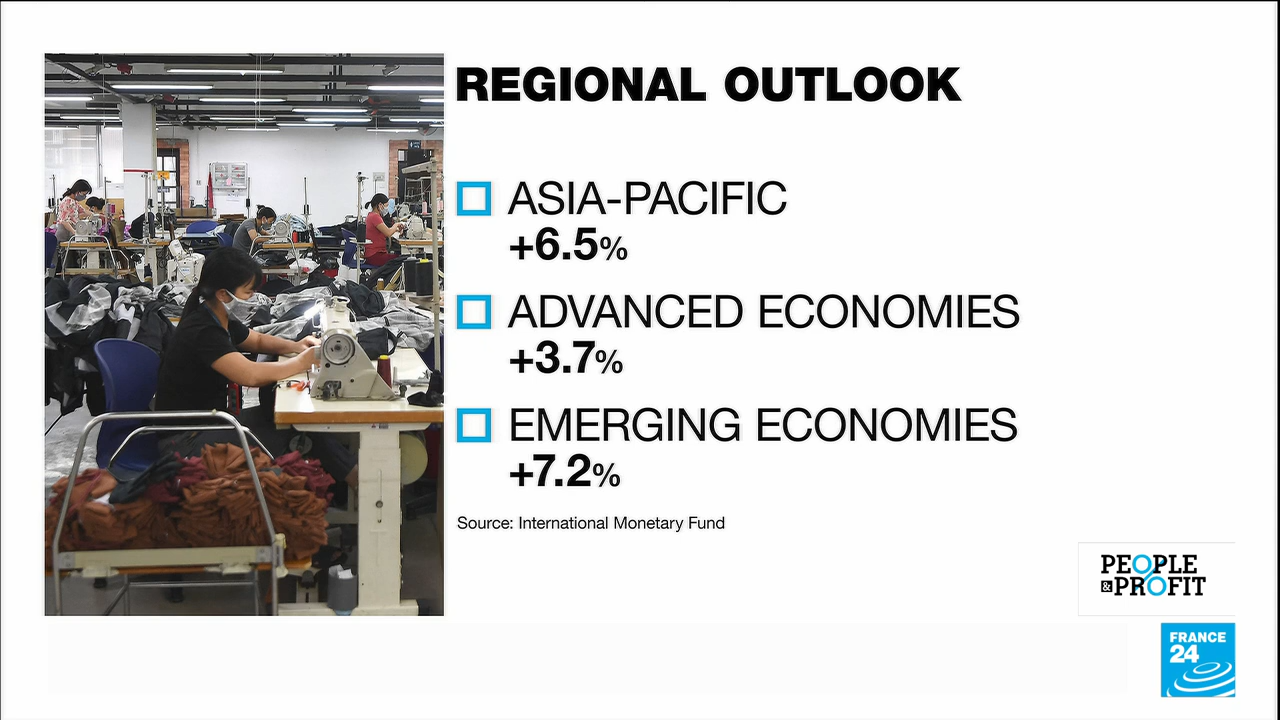 REGIONAL OUTLOOK
ASIA-PACIFIC
+6.5%
ADVANCED ECONOMIES
+3.7%
EMERGING ECONOMIES
+7.2%
Source: International Monetary Fund
PEOPLE
& PROFIT
FRANCE
24